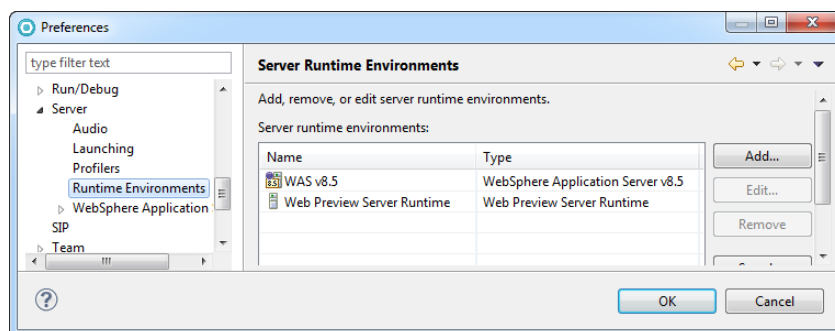 Preferences
type filter text
Run/Debug
Server
Audio
Launching
Profilers
Runtime Environments
WebSphere Application
SIP
Team
Server Runtime Environments
Add, remove, or edit server runtime environments.
Server runtime environments:
Name Type
8.5 WAS v8.5 WebSphere Application Server v8.5
Web Preview Server Runtime Web Preview Server Runtime
Add...
Edit...
Remove
OK Cancel